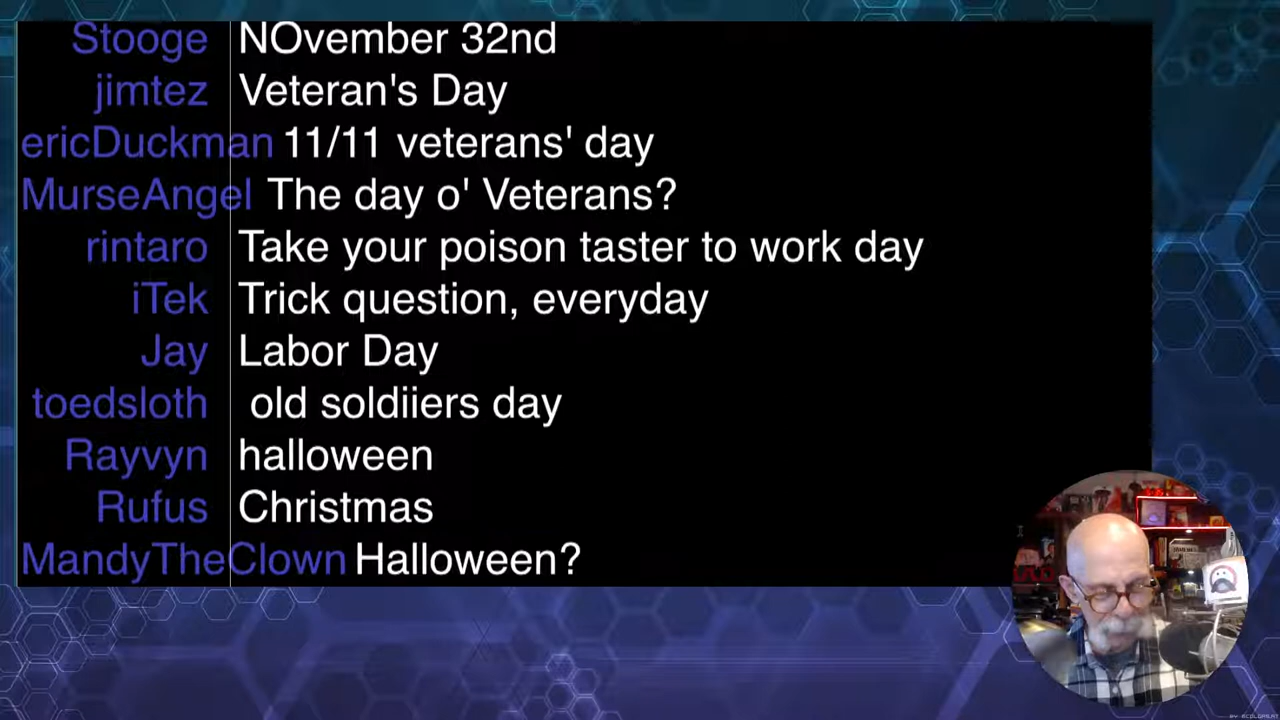 Stooge NOvember 32nd
jimtez Veteran's Day
ericDuckman 11/11 veterans' day
MurseAngel The day o' Veterans?
rintaro Take your poison taster to work day
iTek Trick question, everyday
Jay Labor Day
toedsloth old soldiiers day
Rayvyn halloween
Rufus Christmas
MandyTheClown Halloween?